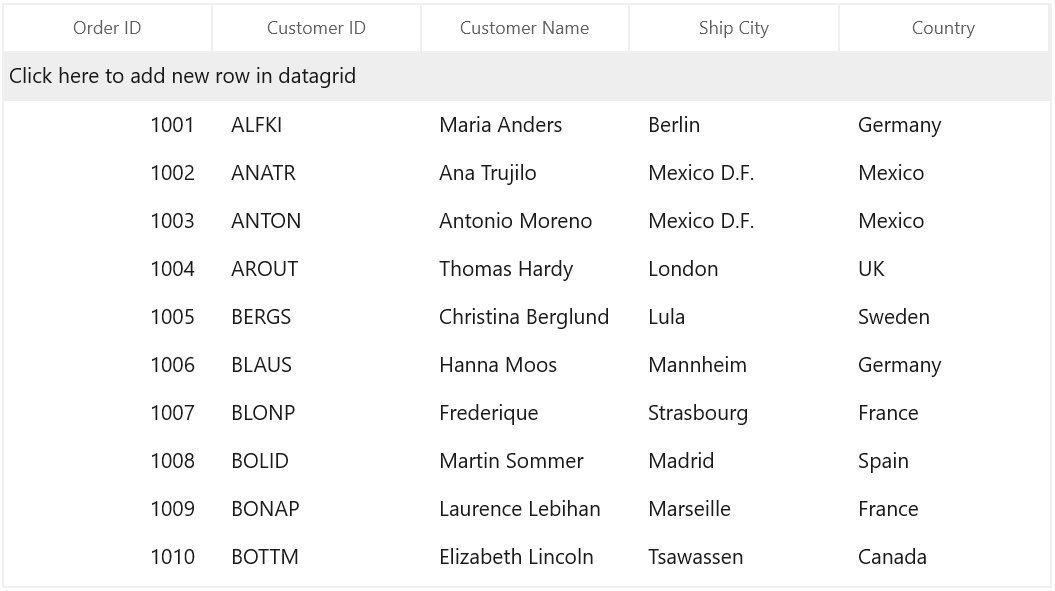 Order ID Customer ID Customer Name Ship City Country
Click here to add new row in datagrid
1001 ALFKI Maria Anders Berlin Germany
1002 ANATR Ana Trujilo Mexico D.F. Mexico
1003 ANTON Antonio Moreno Mexico D.F. Mexico
1004 AROUT Thomas Hardy London UK
1005 BERGS Christina Berglund Lula Sweden
1006 BLAUS Hanna Moos Mannheim Germany
1007 BLONP Frederique Strasbourg France
1008 BOLID Martin Sommer Madrid Spain
1009 BONAP Laurence Lebihan Marseille France
1010 BOTTM Elizabeth Lincoln Tsawassen Canada